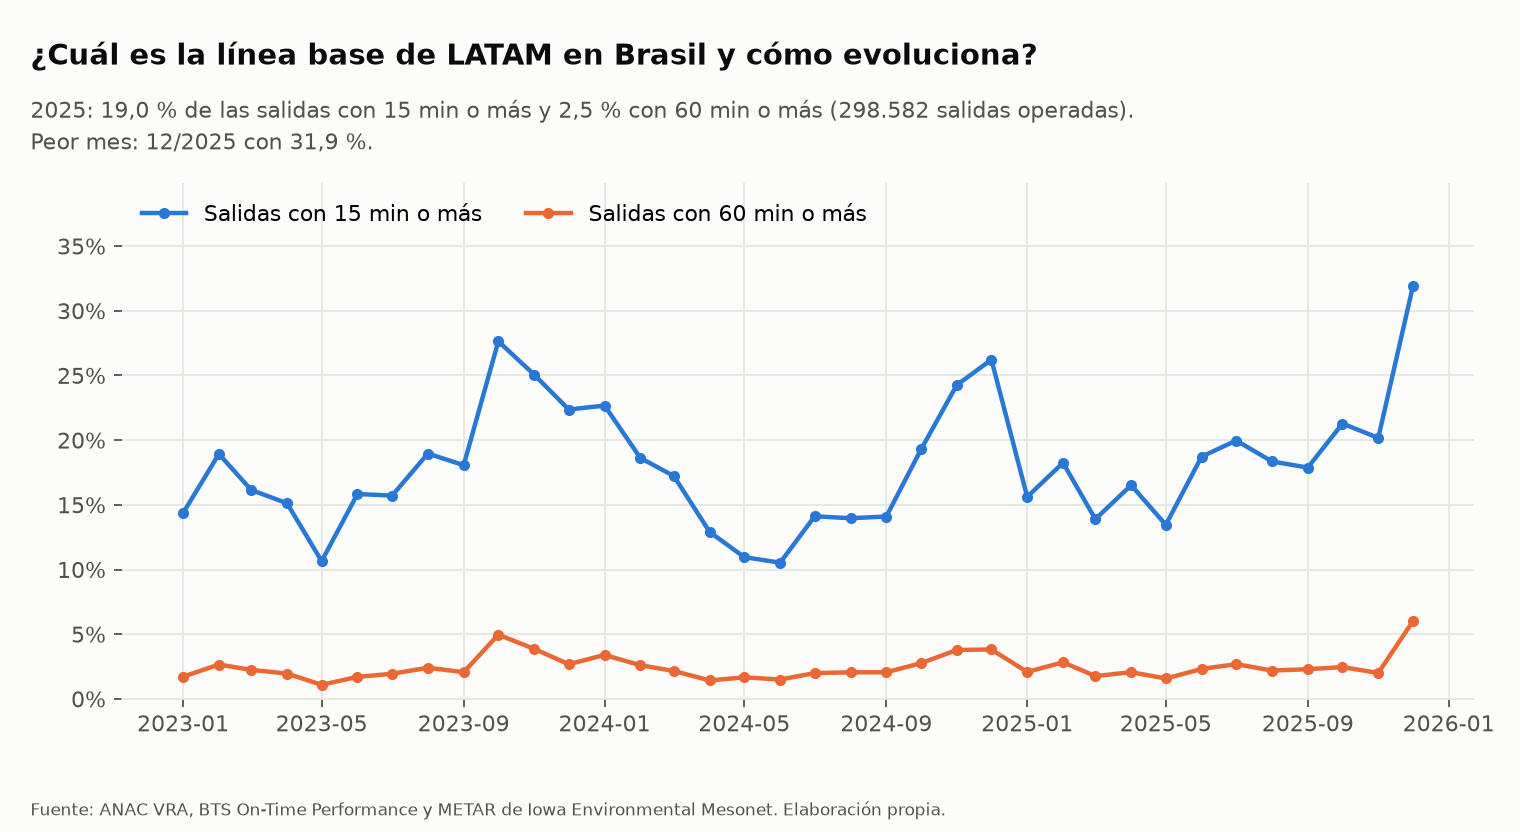 ¿Cuál es la línea base de LATAM en Brasil y cómo evoluciona?
2025: 19,0 % de las salidas con 15 min o más y 2,5 % con 60 min o más (298.582 salidas operadas).
Peor mes: 12/2025 con 31,9 %.
Salidas con 15 min o más
Salidas con 60 min o más
35%
30%
25%
20%
15%
10%
5%
0%
2023-01 2023-05 2023-09 2024-01 2024-05 2024-09 2025-01 2025-05 2025-09 2026-01
Fuente: ANAC VRA, BTS On-Time Performance y METAR de Iowa Environmental Mesonet. Elaboración propia.